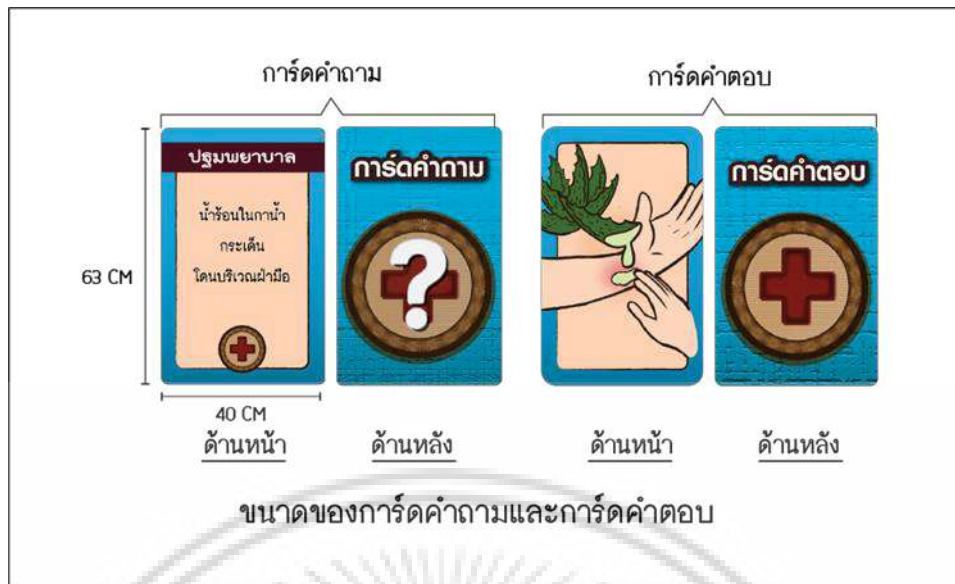 การ์ดคำถาม
การ์ดคำตอบ
63 CM
ปฐมพยาบาล
น้ำร้อนในกาน้ำ
กระเด็น
โดนบริเวณฝ่ามือ
การ์ดคำถาม
?
การ์ดคำตอบ
40 CM
ด้านหน้า
ด้านหลัง
ด้านหน้า
ด้านหลัง
ขนาดของการ์ดคำถามและการ์ดคำตอบ